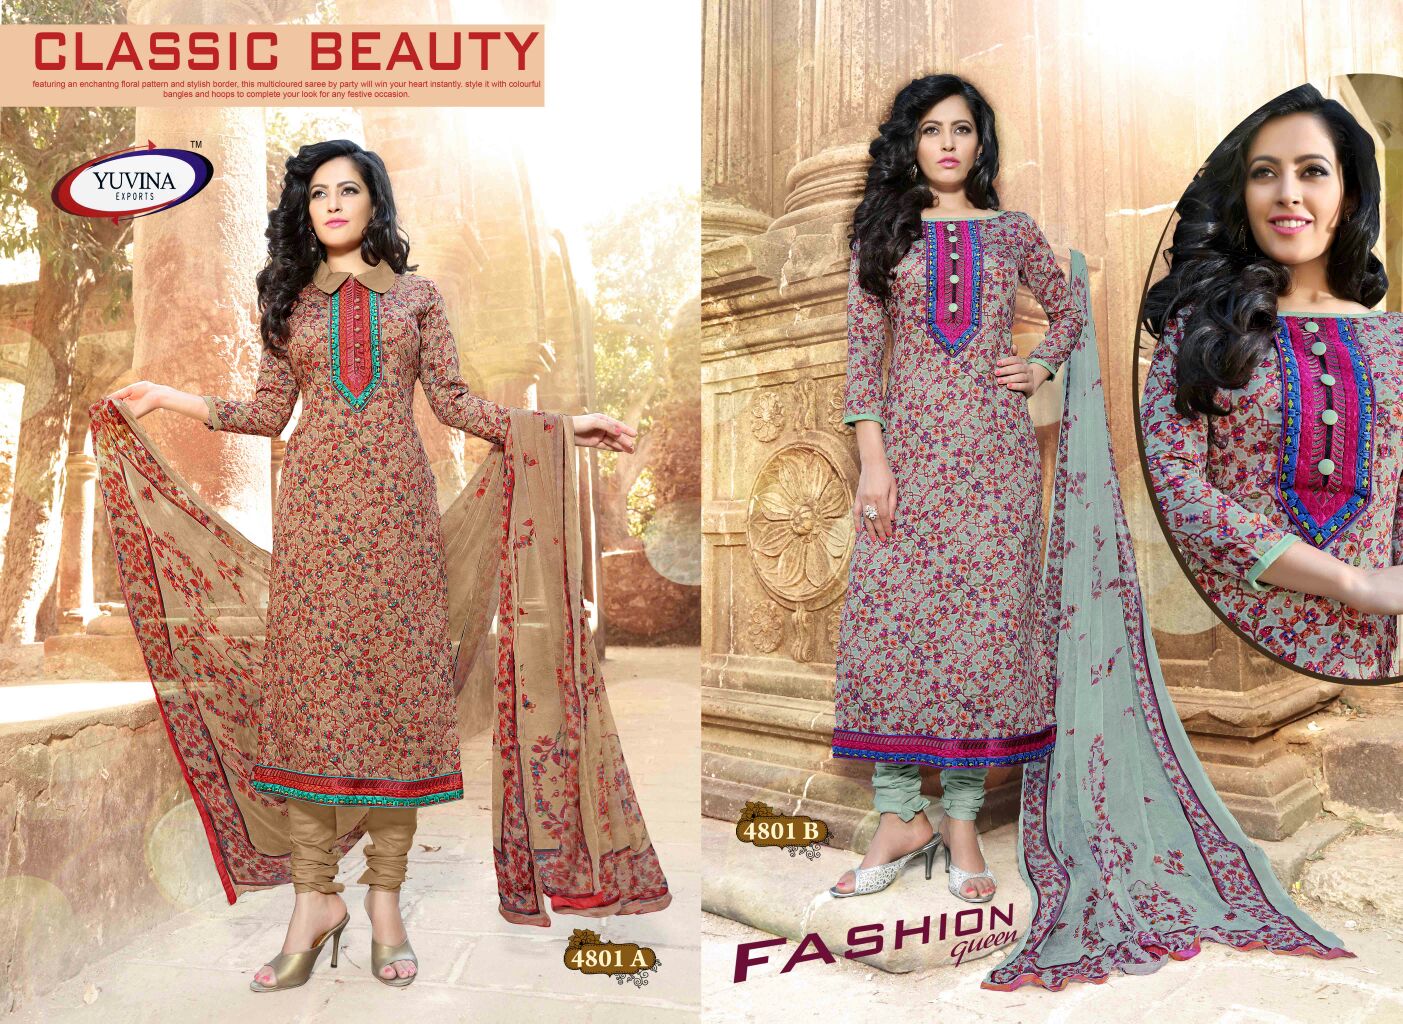 CLASSIC BEAUTY
featuring an enchantng floral pattern and stylish border, this multicloured saree by party will win your heart instantly. style it with colourful
bangles and hoops to complete your look for any festive occasion.
TM
YUVINA
EXPORTS
4801 A
4801 B
FASHION
queen